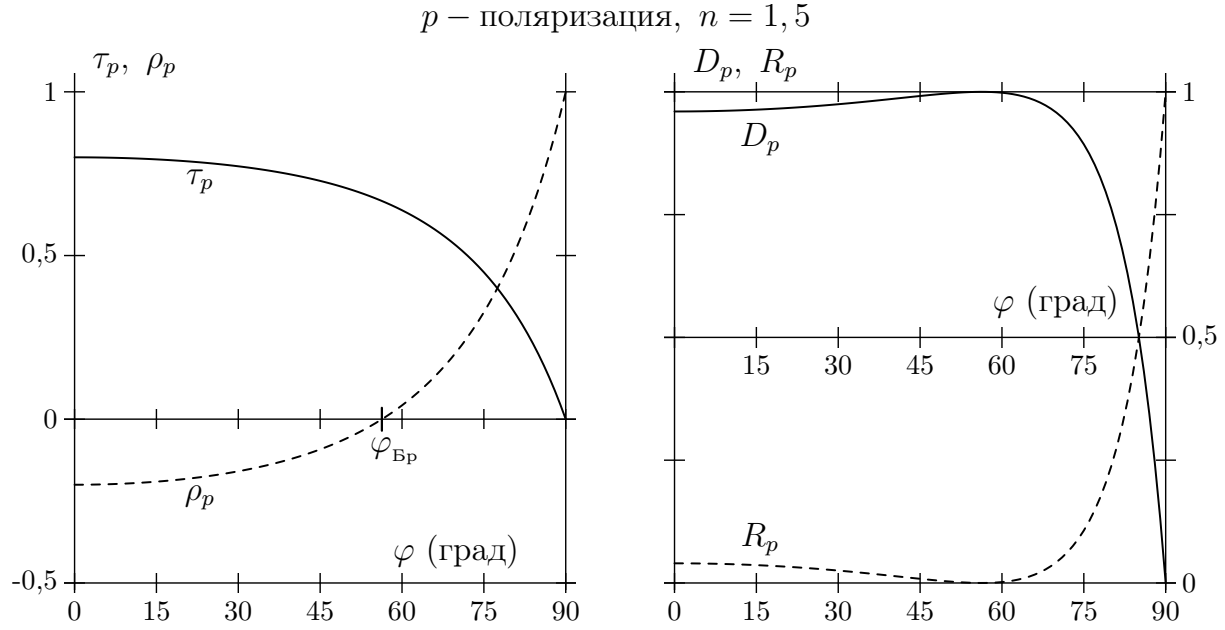 p – поляризация, n = 1,5
τₚ, ρₚ
1
0,5
0
-0,5
τₚ
ρₚ
φ_Бр
φ (град)
0 15 30 45 60 75 90
Dₚ, Rₚ
1
0,5
0
Dₚ
φ (град)
15 30 45 60 75
Rₚ
0 15 30 45 60 75 90